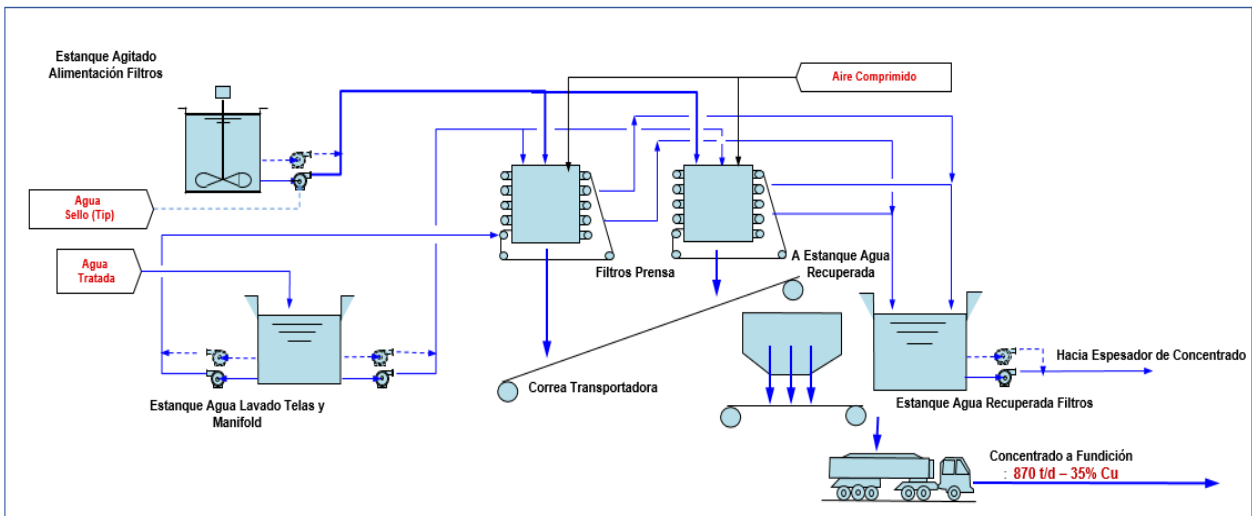 Estanque Agitado
Alimentación Filtros
Aire Comprimido
Agua
Sello (Tip)
Agua
Tratada
Filtros Prensa
A Estanque Agua
Recuperada
Hacia Espesador de Concentrado
Correa Transportadora
Estanque Agua Lavado Telas y
Manifold
Estanque Agua Recuperada Filtros
Concentrado a Fundición
: 870 t/d – 35% Cu